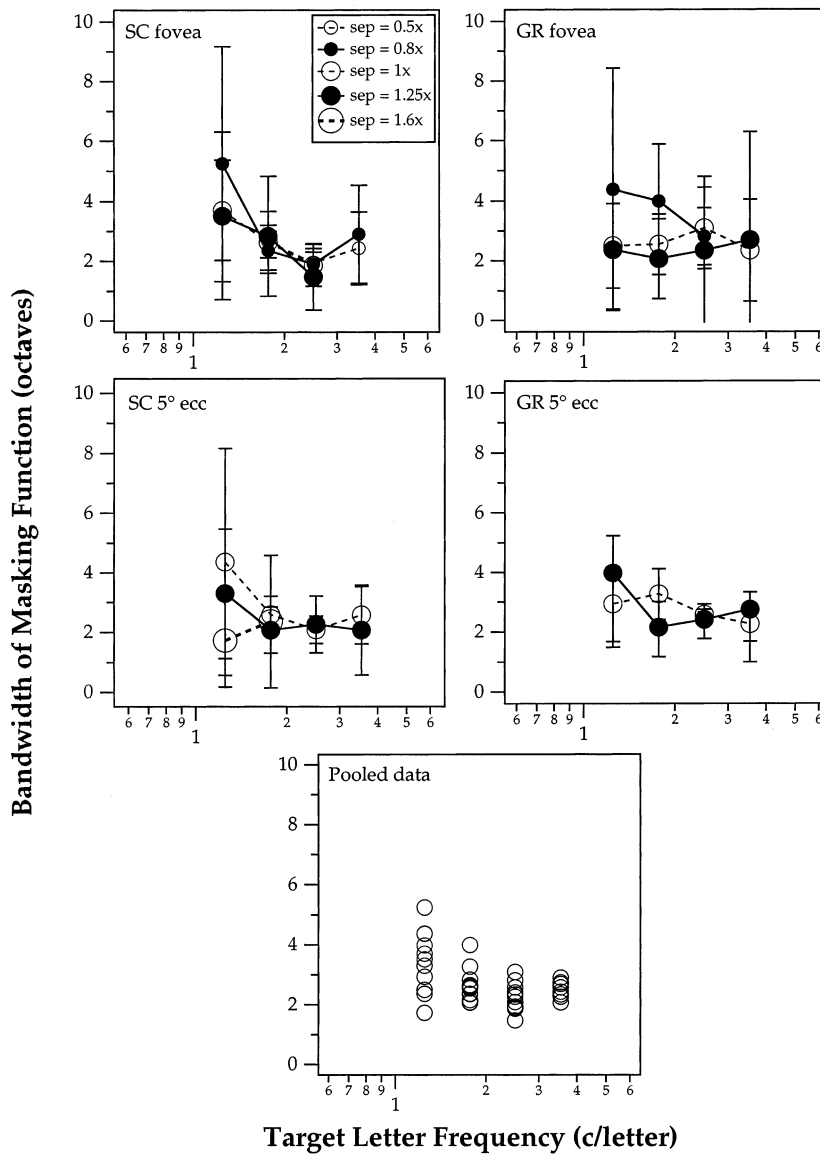 SC fovea
sep = 0.5x
sep = 0.8x
sep = 1x
sep = 1.25x
sep = 1.6x
10
8
6
4
2
0
6 7 8 9 1 2 3 4 5 6
GR fovea
10
8
6
4
2
0
6 7 8 9 1 2 3 4 5 6
Bandwidth of Masking Function (octaves)
SC 5° ecc
10
8
6
4
2
0
6 7 8 9 1 2 3 4 5 6
GR 5° ecc
10
8
6
4
2
0
6 7 8 9 1 2 3 4 5 6
Pooled data
10
8
6
4
2
0
6 7 8 9 1 2 3 4 5 6
Target Letter Frequency (c/letter)